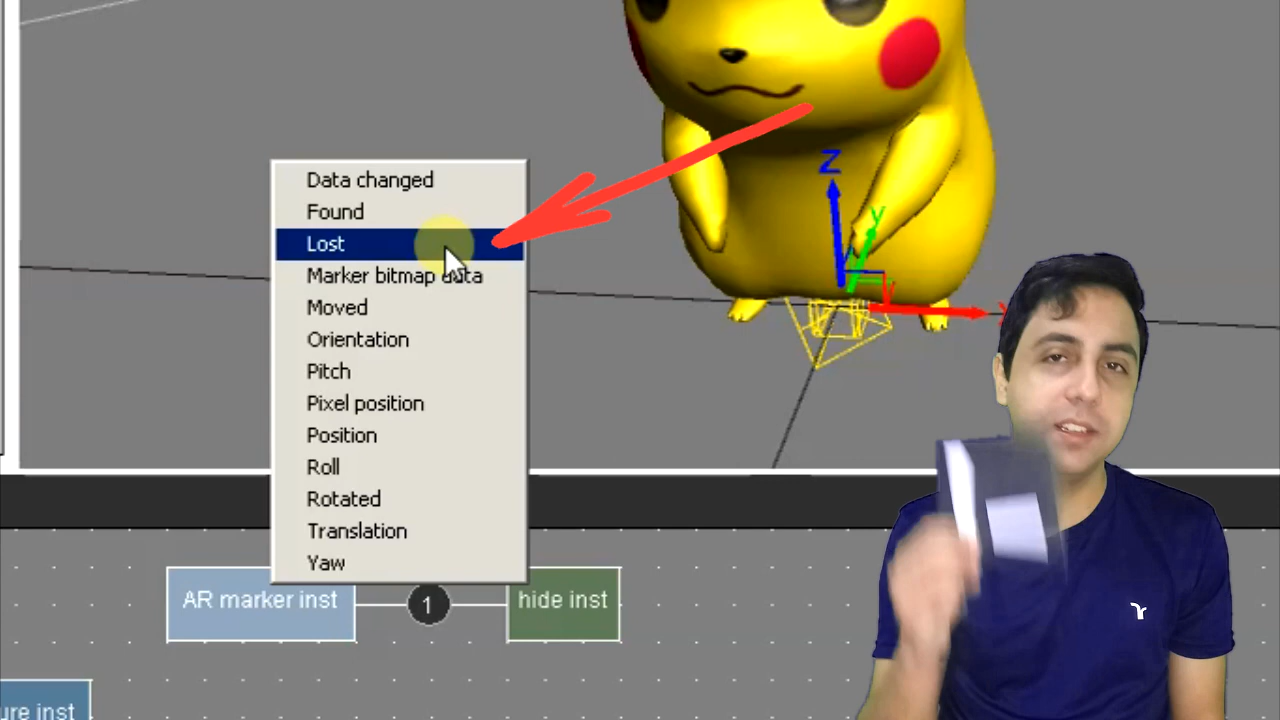 Z
y
Data changed
Found
Lost
Marker bitmap data
Moved
Orientation
Pitch
Pixel position
Position
Roll
Rotated
Translation
Yaw
AR marker inst
1
hide inst
ure inst